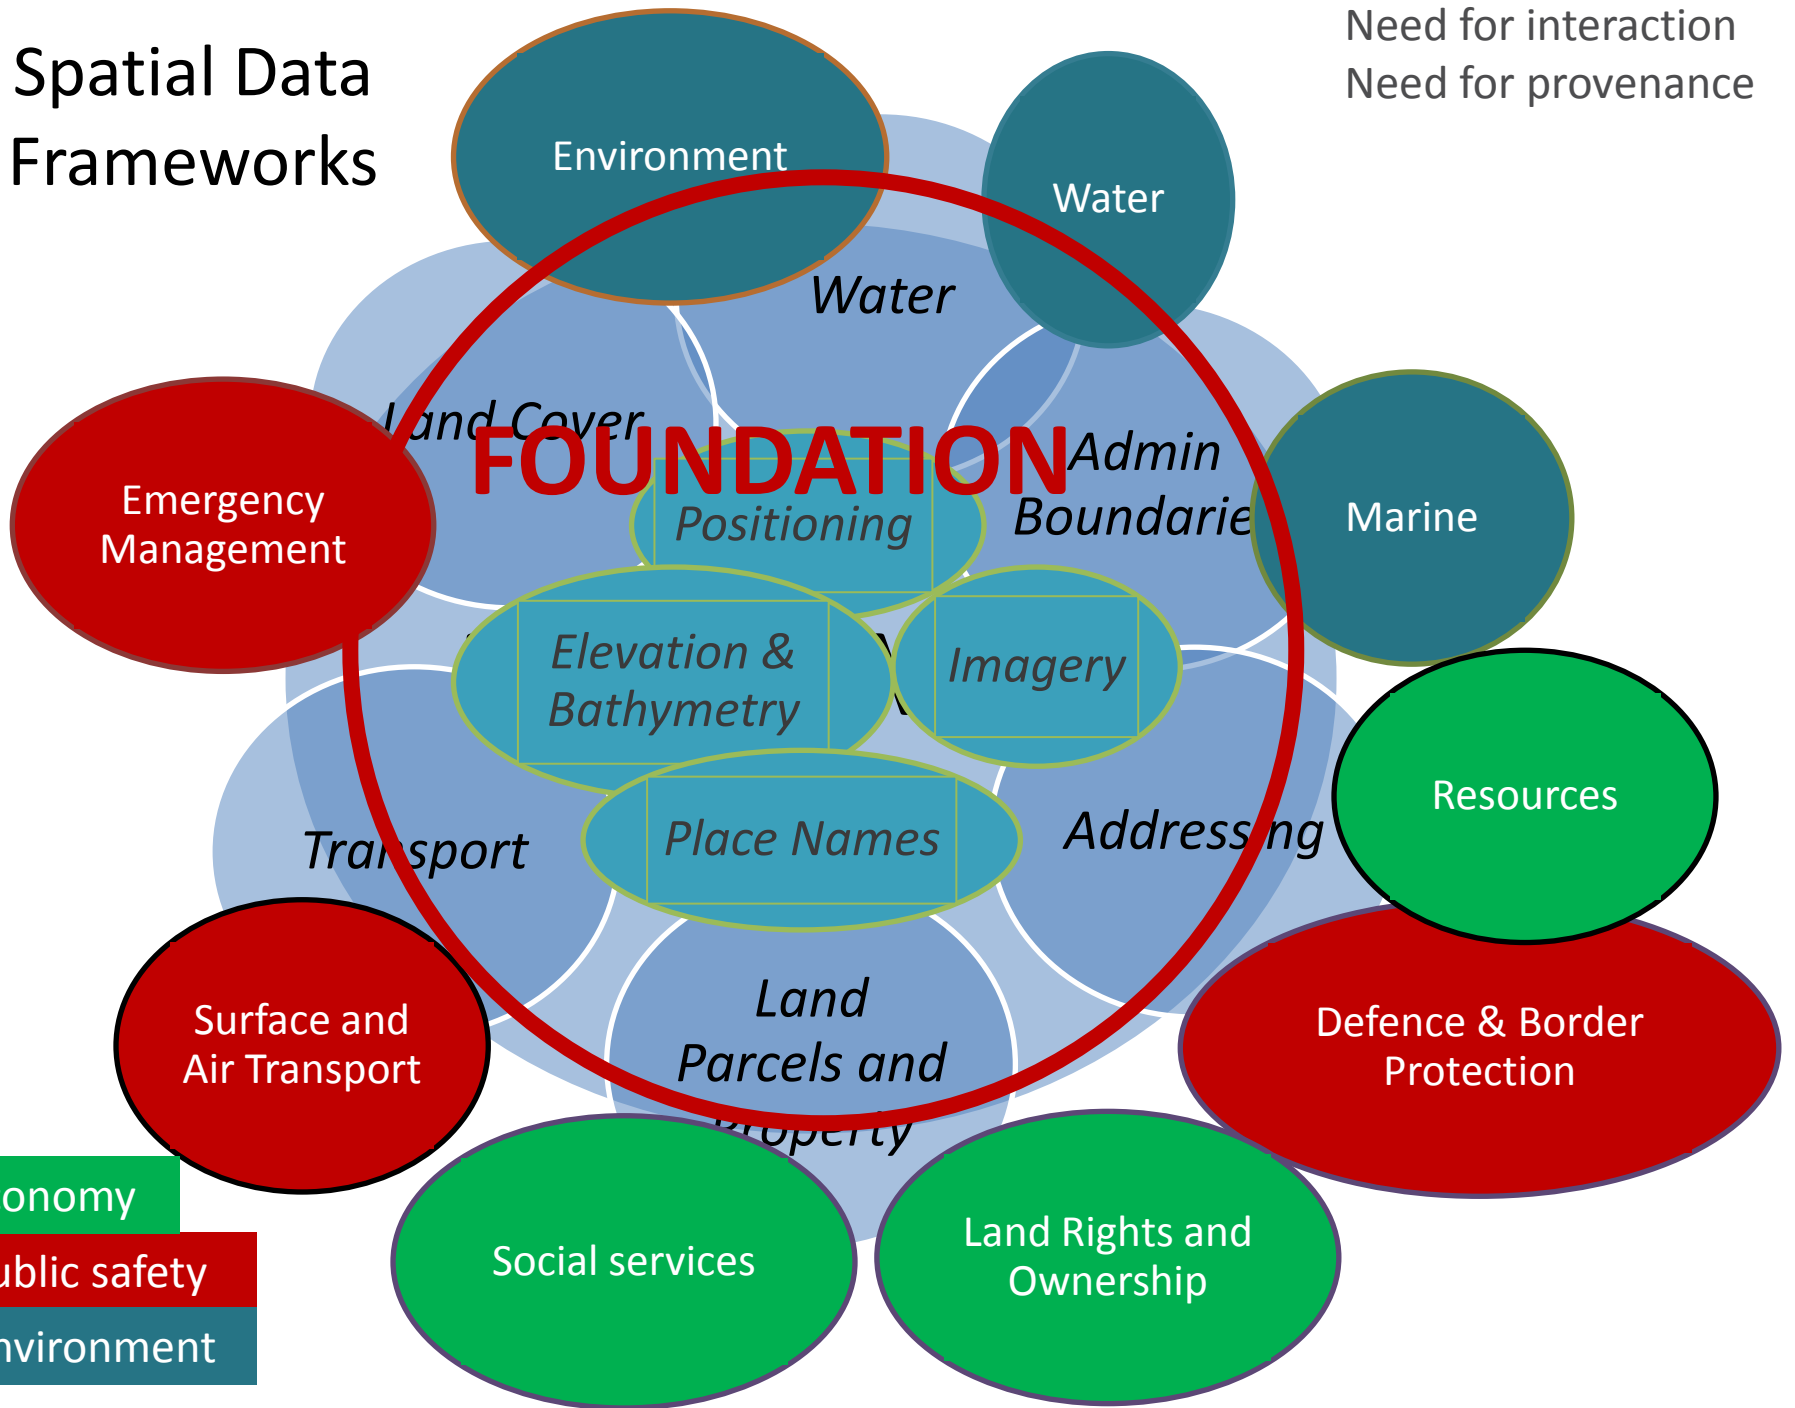 Spatial Data
Frameworks
Need for interaction
Need for provenance
Environment
Water
Water
Land Cover
FOUNDATION
Admin
Boundarie
Positioning
Emergency
Management
Marine
Elevation &
Bathymetry
Imagery
Resources
Transport
Place Names
Addressing
Land
Parcels and
Property
Surface and
Air Transport
Defence & Border
Protection
Social services
Land Rights and
Ownership
onomy
ublic safety
nvironment